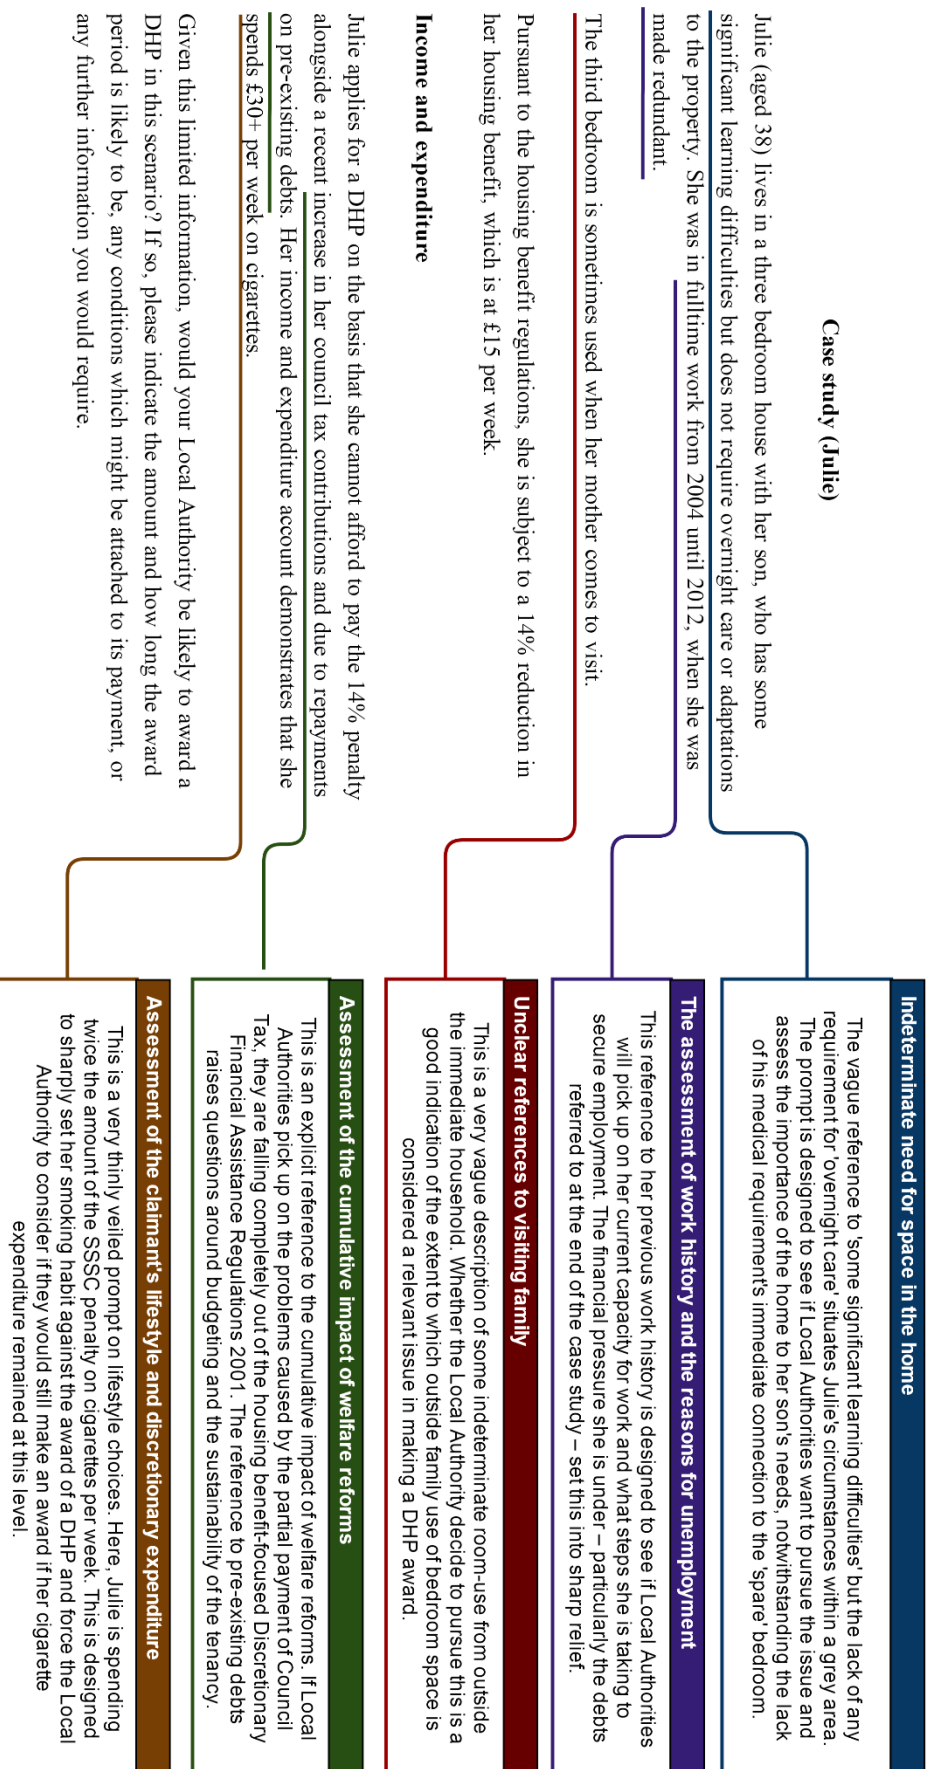 Case study (Julie)
Julie (aged 38) lives in a three bedroom house with her son, who has some
significant learning difficulties but does not require overnight care or adaptations
to the property. She was in fulltime work from 2004 until 2012, when she was
made redundant.
The third bedroom is sometimes used when her mother comes to visit.
Pursuant to the housing benefit regulations, she is subject to a 14% reduction in
her housing benefit, which is at £15 per week.
Income and expenditure
Julie applies for a DHP on the basis that she cannot afford to pay the 14% penalty
alongside a recent increase in her council tax contributions and due to repayments
on pre-existing debts. Her income and expenditure account demonstrates that she
spends £30+ per week on cigarettes.
Given this limited information, would your Local Authority be likely to award a
DHP in this scenario? If so, please indicate the amount and how long the award
period is likely to be, any conditions which might be attached to its payment, or
any further information you would require.
Indeterminate need for space in the home
The vague reference to 'some significant learning difficulties' but the lack of any
requirement for 'overnight care' situates Julie's circumstances within a grey area.
The prompt is designed to see if Local Authorities want to pursue the issue and
assess the importance of the home to her son's needs, notwithstanding the lack
of his medical requirement's immediate connection to the 'spare' bedroom.
The assessment of work history and the reasons for unemployment
This reference to her previous work history is designed to see if Local Authorities
will pick up on her current capacity for work and what steps she is taking to
secure employment. The financial pressure she is under – particularly the debts
referred to at the end of the case study – set this into sharp relief.
Unclear references to visiting family
This is a very vague description of some indeterminate room-use from outside
the immediate household. Whether the Local Authority decide to pursue this is a
good indication of the extent to which outside family use of bedroom space is
considered a relevant issue in making a DHP award.
Assessment of the cumulative impact of welfare reforms
This is an explicit reference to the cumulative impact of welfare reforms. If Local
Authorities pick up on the problems caused by the partial payment of Council
Tax, they are falling completely out of the housing benefit-focused Discretionary
Financial Assistance Regulations 2001. The reference to pre-existing debts
raises questions around budgeting and the sustainability of the tenancy.
Assessment of the claimant's lifestyle and discretionary expenditure
This is a very thinly veiled prompt on lifestyle choices. Here, Julie is spending
twice the amount of the SSSC penalty on cigarettes per week. This is designed
to sharply set her smoking habit against the award of a DHP and force the Local
Authority to consider if they would still make an award if her cigarette
expenditure remained at this level.